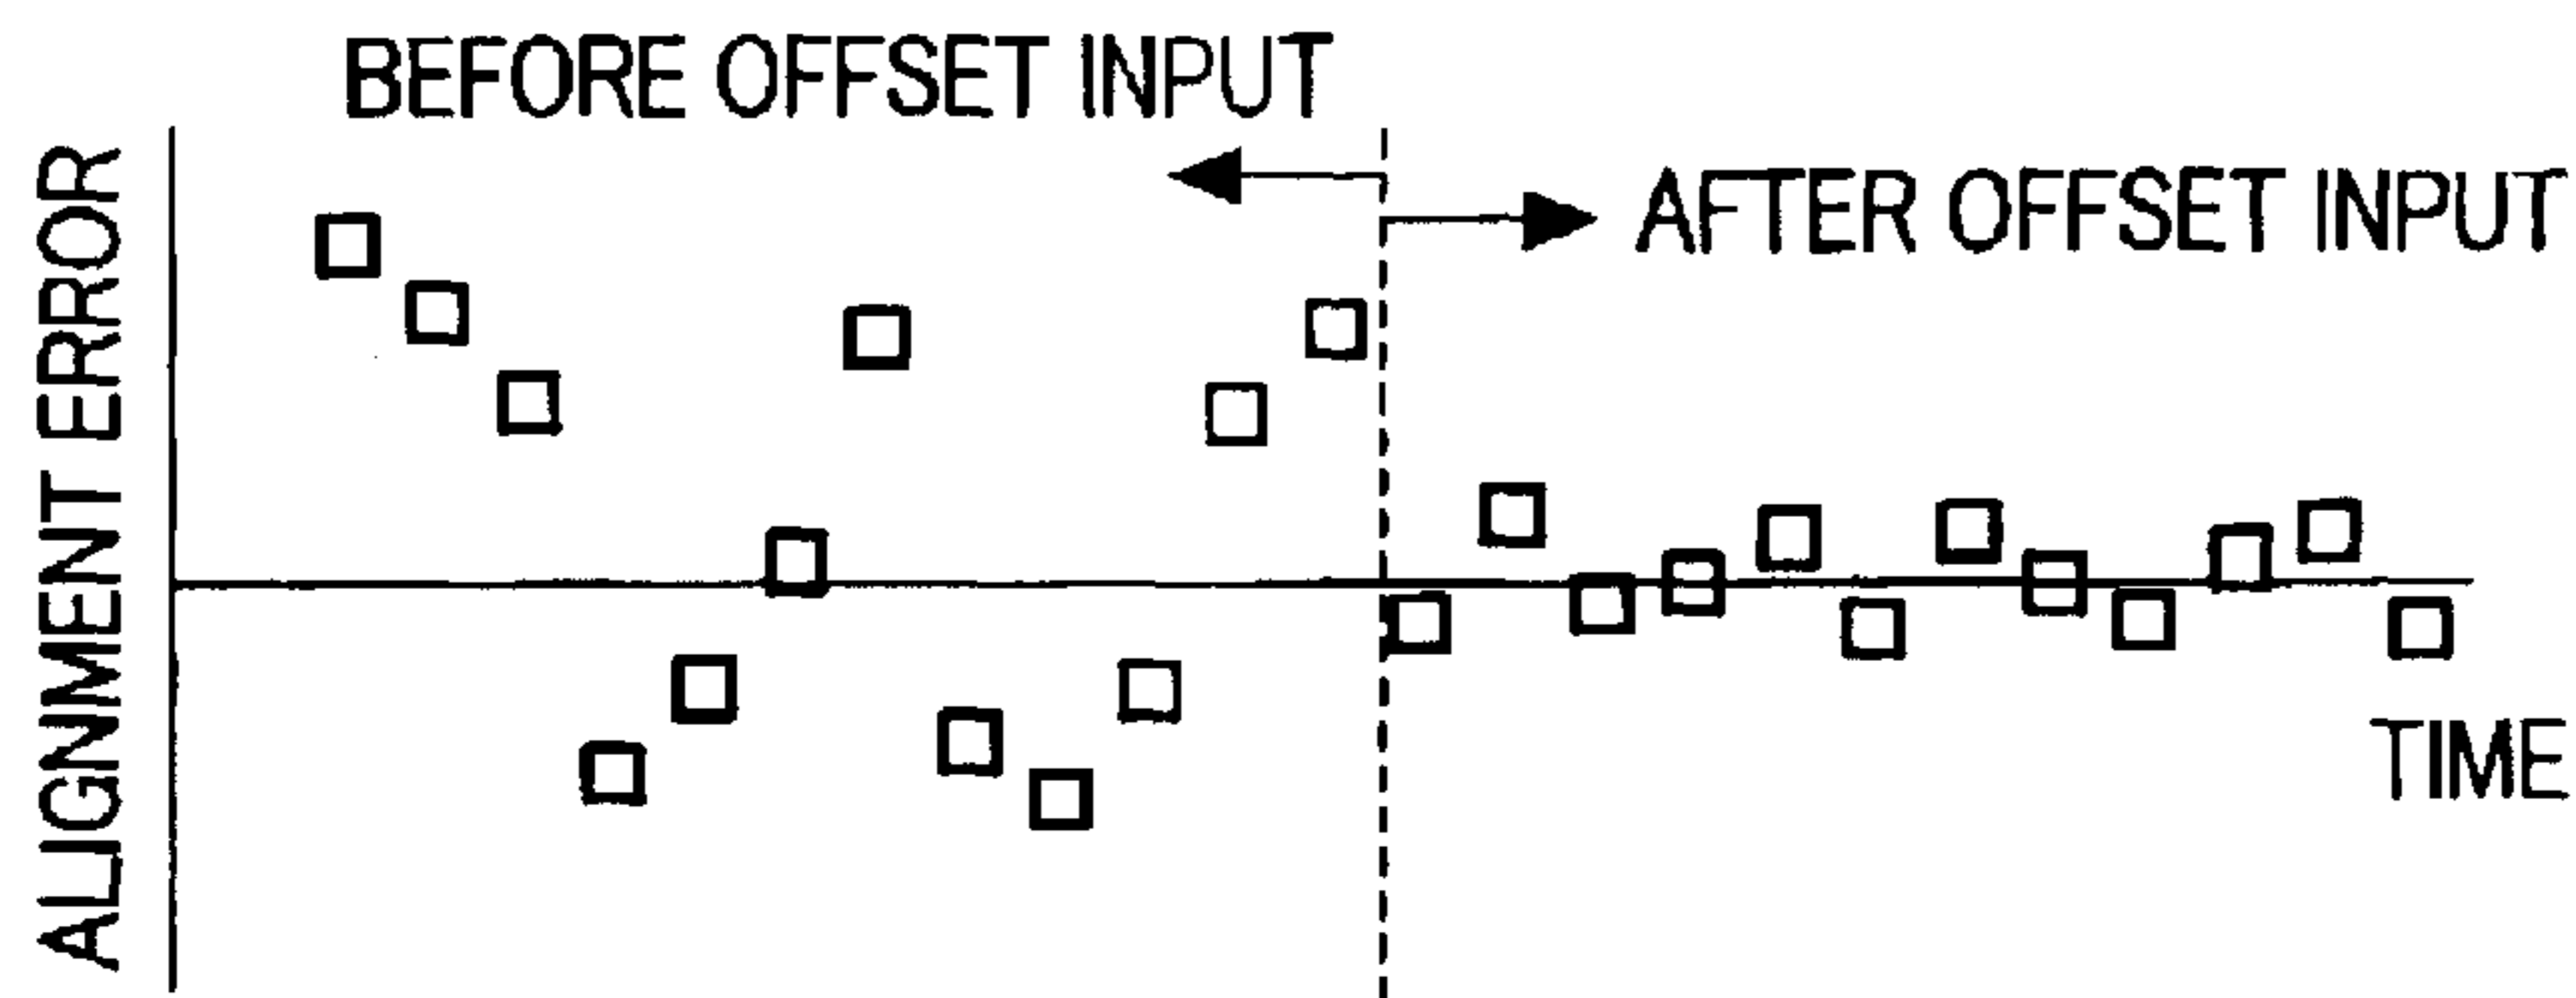 BEFORE OFFSET INPUT
AFTER OFFSET INPUT
ALIGNMENT ERROR
TIME